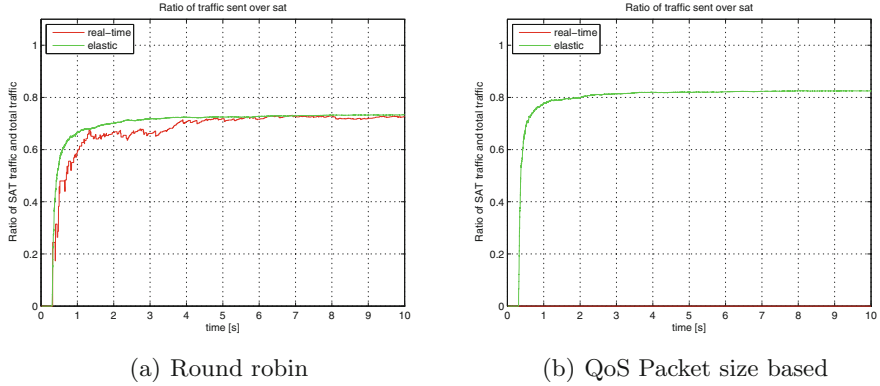 Ratio of traffic sent over sat
real-time
elastic
Ratio of SAT traffic and total traffic
1
0.8
0.6
0.4
0.2
0
0 1 2 3 4 5 6 7 8 9 10
time [s]
(a) Round robin
Ratio of traffic sent over sat
real-time
elastic
Ratio of SAT traffic and total traffic
1
0.8
0.6
0.4
0.2
0
0 1 2 3 4 5 6 7 8 9 10
time [s]
(b) QoS Packet size based